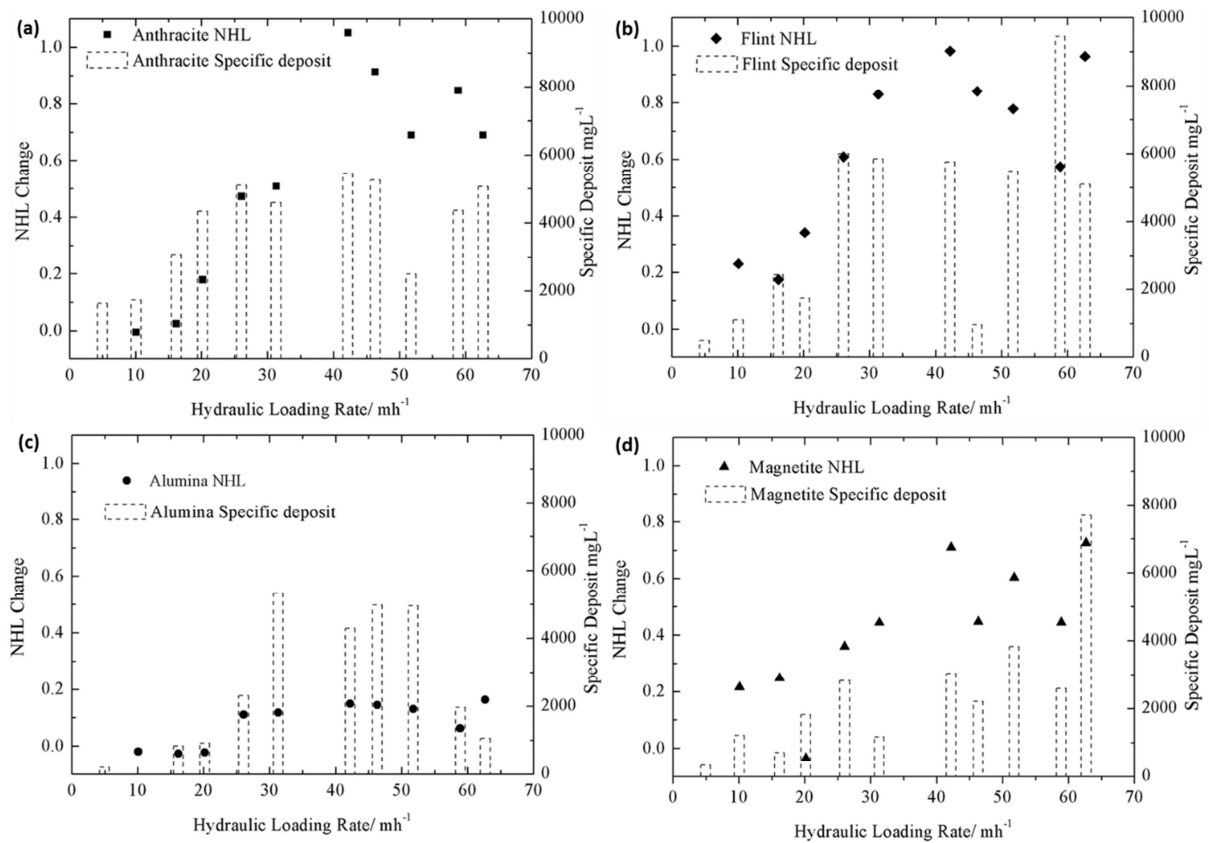 (a)
Anthracite NHL
Anthracite Specific deposit
NHL Change
1.0
0.8
0.6
0.4
0.2
0.0
10000
8000
6000
4000
2000
0
Specific Deposit mgL⁻¹
0 10 20 30 40 50 60 70
Hydraulic Loading Rate/ mh⁻¹
(b)
Flint NHL
Flint Specific deposit
NHL Change
1.0
0.8
0.6
0.4
0.2
0.0
10000
8000
6000
4000
2000
0
Specific Deposit mgL⁻¹
0 10 20 30 40 50 60 70
Hydraulic Loading Rate/ mh⁻¹
(c)
Alumina NHL
Alumina Specific deposit
NHL Change
1.0
0.8
0.6
0.4
0.2
0.0
10000
8000
6000
4000
2000
0
Specific Deposit mgL⁻¹
0 10 20 30 40 50 60 70
Hydraulic Loading Rate/ mh⁻¹
(d)
Magnetite NHL
Magnetite Specific deposit
NHL Change
1.0
0.8
0.6
0.4
0.2
0.0
10000
8000
6000
4000
2000
0
Specific Deposit mgL⁻¹
0 10 20 30 40 50 60 70
Hydraulic Loading Rate/ mh⁻¹